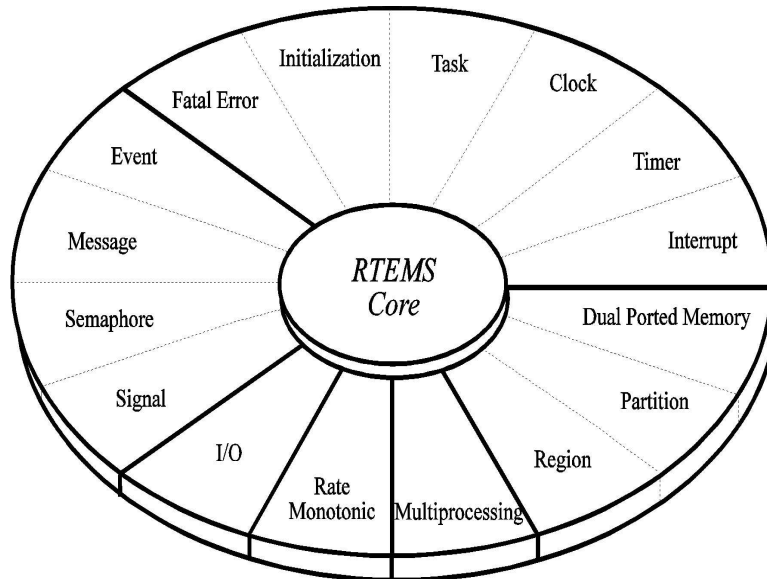 Initialization
Task
Clock
Fatal Error
Event
Timer
Message
Interrupt
RTEMS
Core
Semaphore
Dual Ported Memory
Signal
Partition
I/O
Region
Rate
Monotonic
Multiprocessing